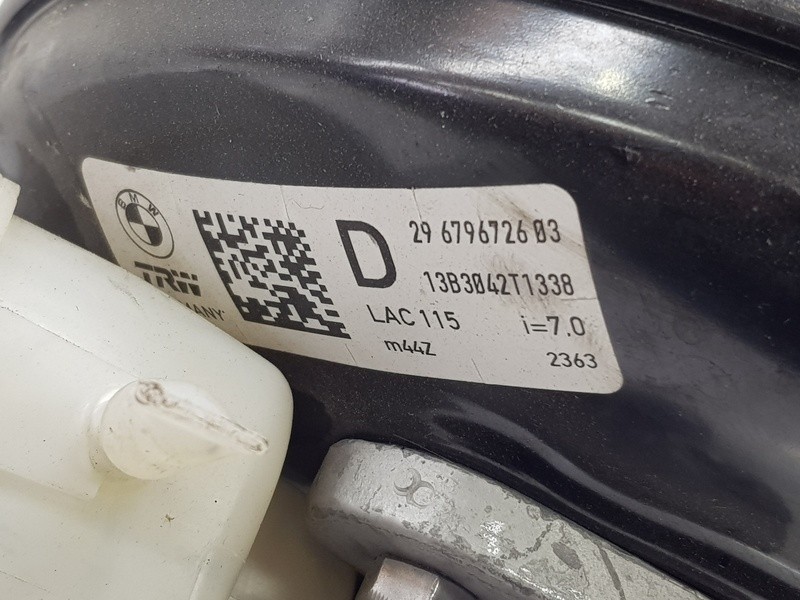 BMW
TRW
D
29 6796726 03
13B3042T1338
LAC 115
i=7.0
m44Z
2363